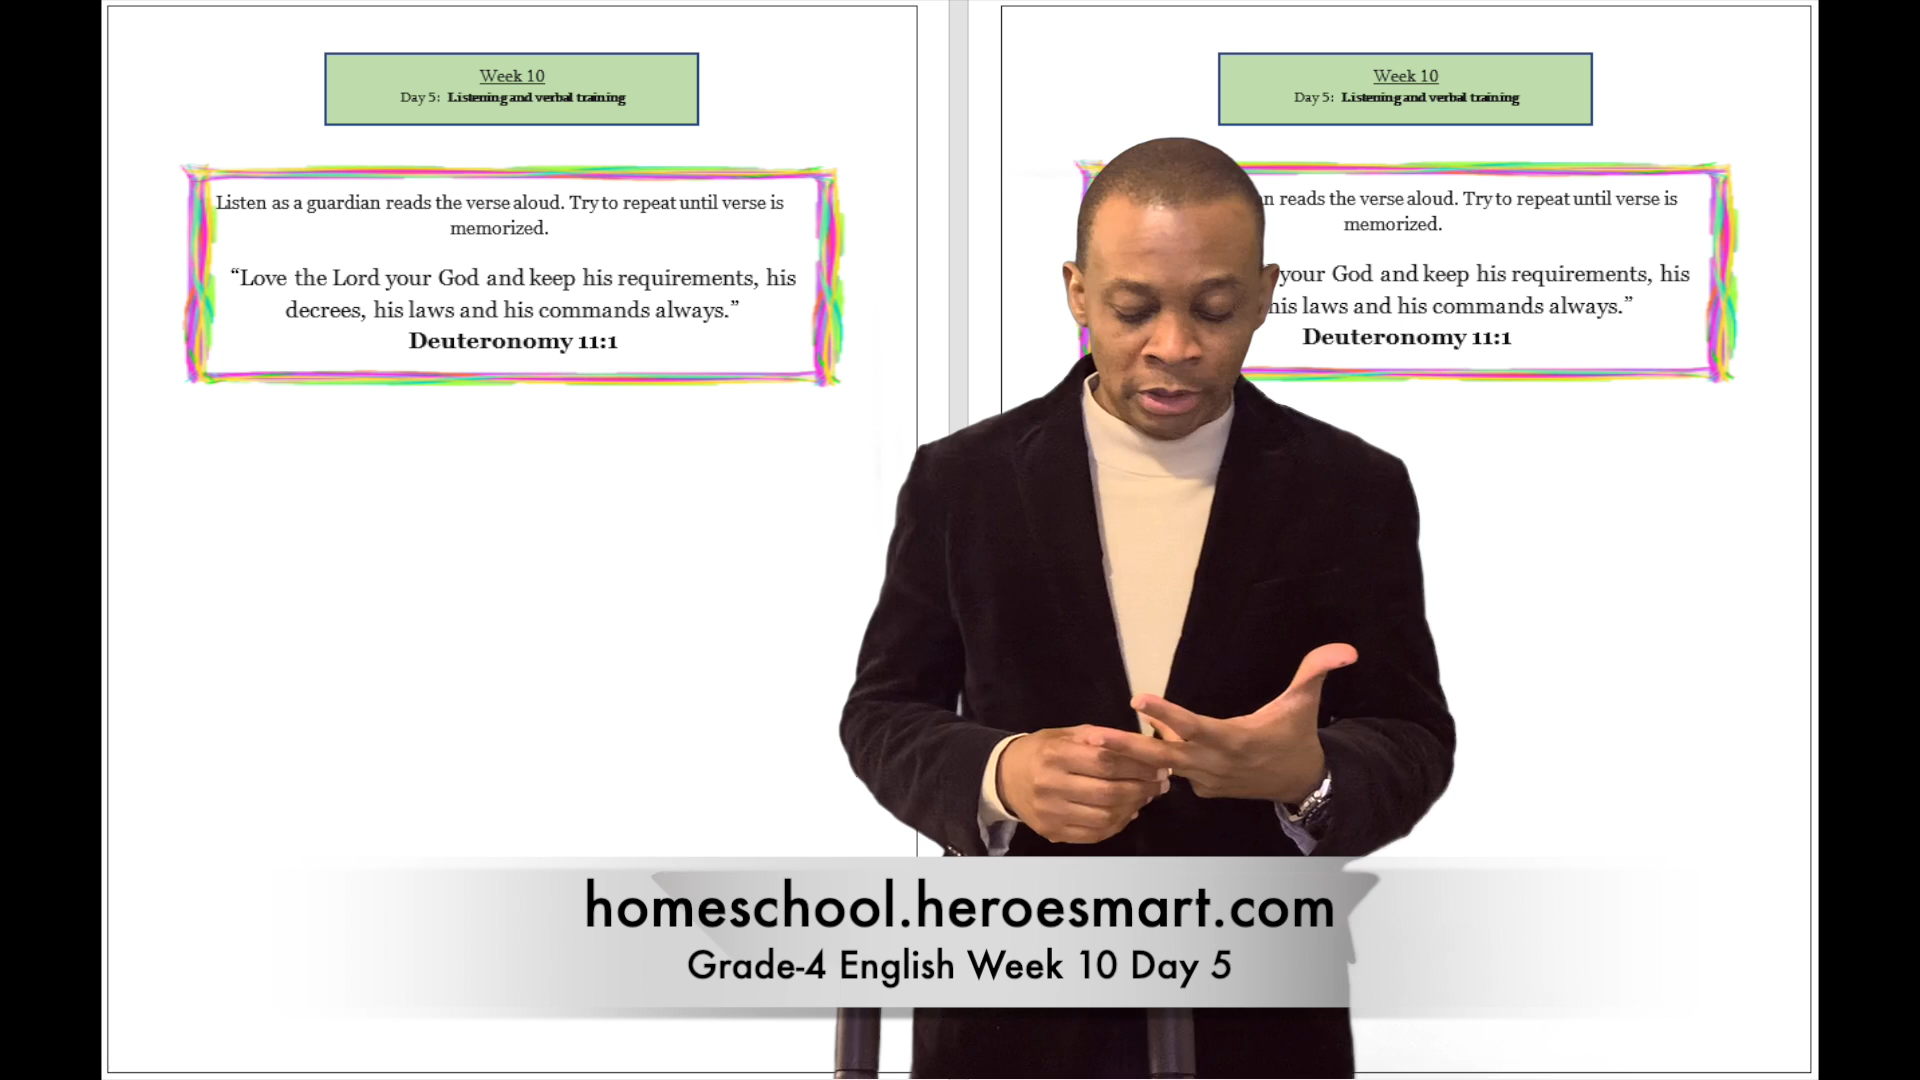 Week 10
Day 5: Listening and verbal training
Listen as a guardian reads the verse aloud. Try to repeat until verse is
memorized.
“Love the Lord your God and keep his requirements, his
decrees, his laws and his commands always.”
Deuteronomy 11:1
Week 10
Day 5: Listening and verbal training
reads the verse aloud. Try to repeat until verse is
memorized.
your God and keep his requirements, his
his laws and his commands always.”
Deuteronomy 11:1
homeschool.heroesmart.com
Grade-4 English Week 10 Day 5